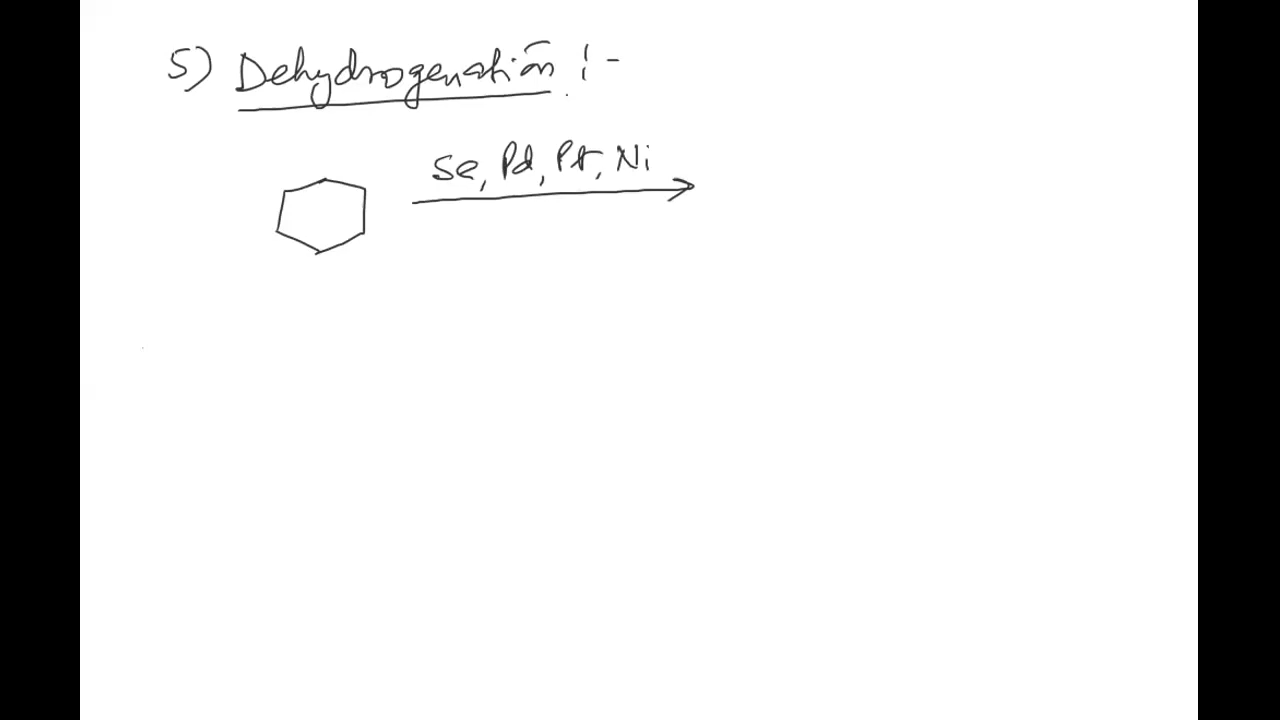 5) Dehydrogenation :-
Se, Pd, Pt, Ni